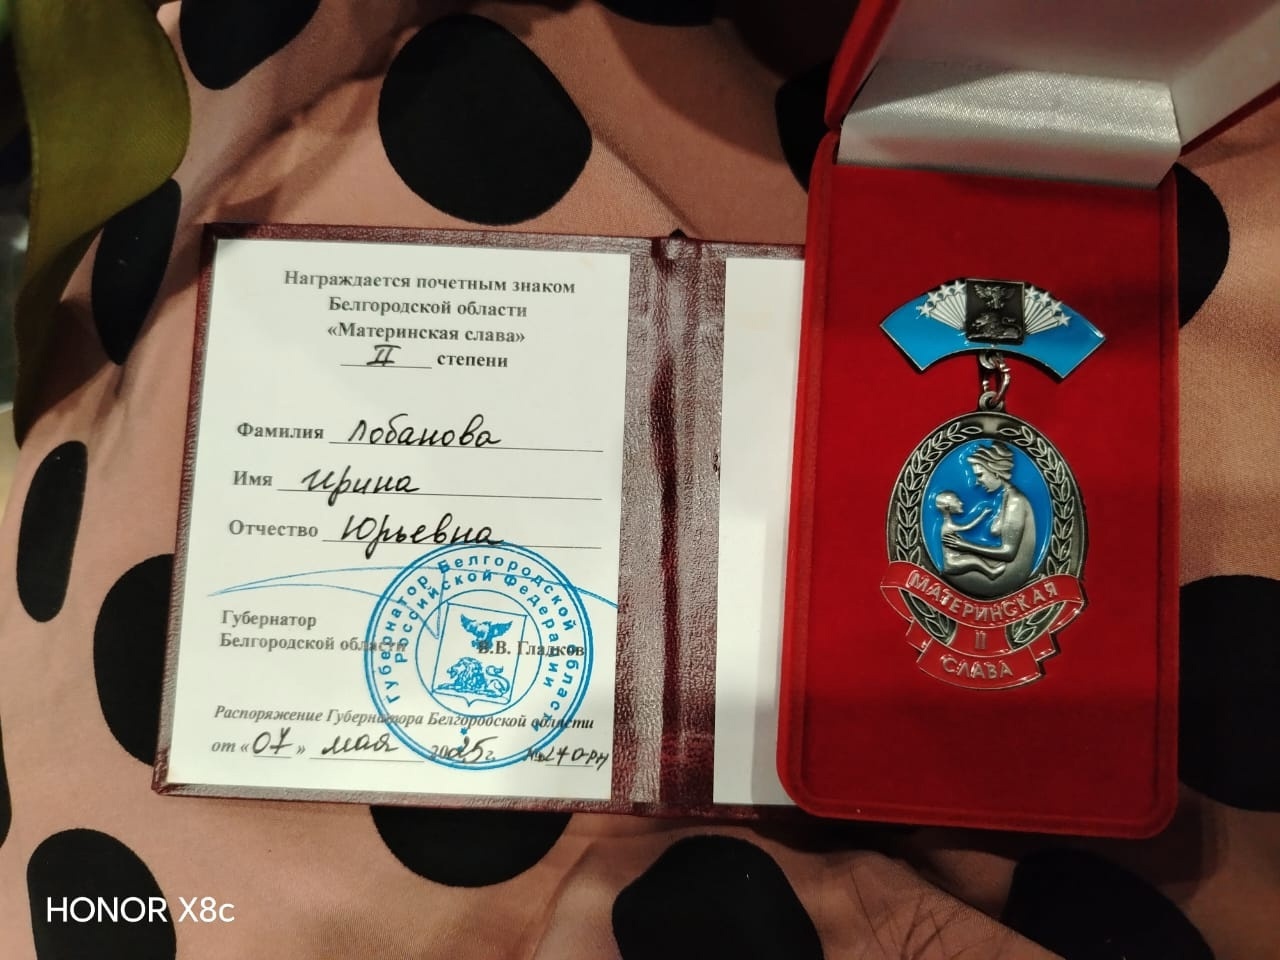 Награждается почетным знаком
Белгородской области
«Материнская слава»
II степени
Фамилия Лобанова
Имя Ирина
Отчество Юрьевна
Губернатор
Белгородской области В.В. Гладков
Губернатор Белгородской области
Российской Федерации
Распоряжение Губернатора Белгородской области
от «07» мая 2025г. №240-рн
МАТЕРИНСКАЯ
II
СЛАВА
HONOR X8c